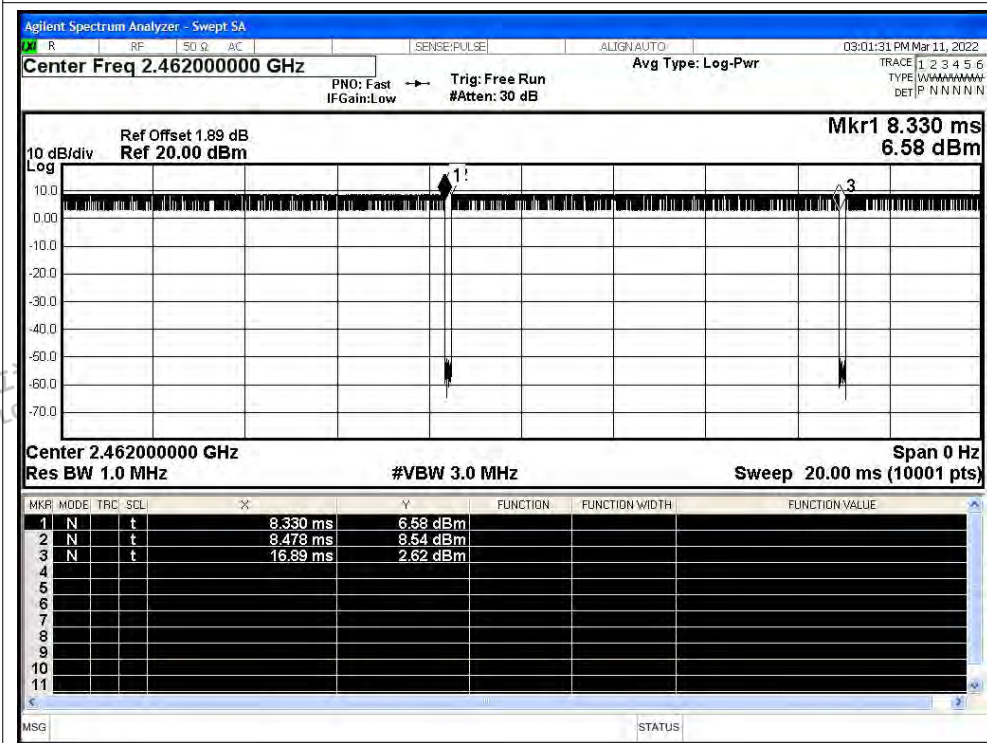 Agilent Spectrum Analyzer - Swept SA
R RF 50 Ω AC SENSE:PULSE ALIGN AUTO 03:01:31 PM Mar 11, 2022
Center Freq 2.462000000 GHz Avg Type: Log-Pwr TRACE 1 2 3 4 5 6
PNO: Fast Trig: Free Run TYPE
IFGain:Low #Atten: 30 dB DET P N N N N N
Mkr1 8.330 ms
Ref Offset 1.89 dB
10 dB/div Ref 20.00 dBm 6.58 dBm
Log
1
3
10.0
0.00
-10.0
-20.0
-30.0
-40.0
-50.0
-60.0
-70.0
Center 2.462000000 GHz Span 0 Hz
Res BW 1.0 MHz #VBW 3.0 MHz Sweep 20.00 ms (10001 pts)
MKR MODE TRC SCL X Y FUNCTION FUNCTION WIDTH FUNCTION VALUE
1 N t 8.330 ms 6.58 dBm
2 N t 8.478 ms 8.54 dBm
3 N t 16.89 ms 2.62 dBm
4
5
6
7
8
9
10
11
MSG STATUS